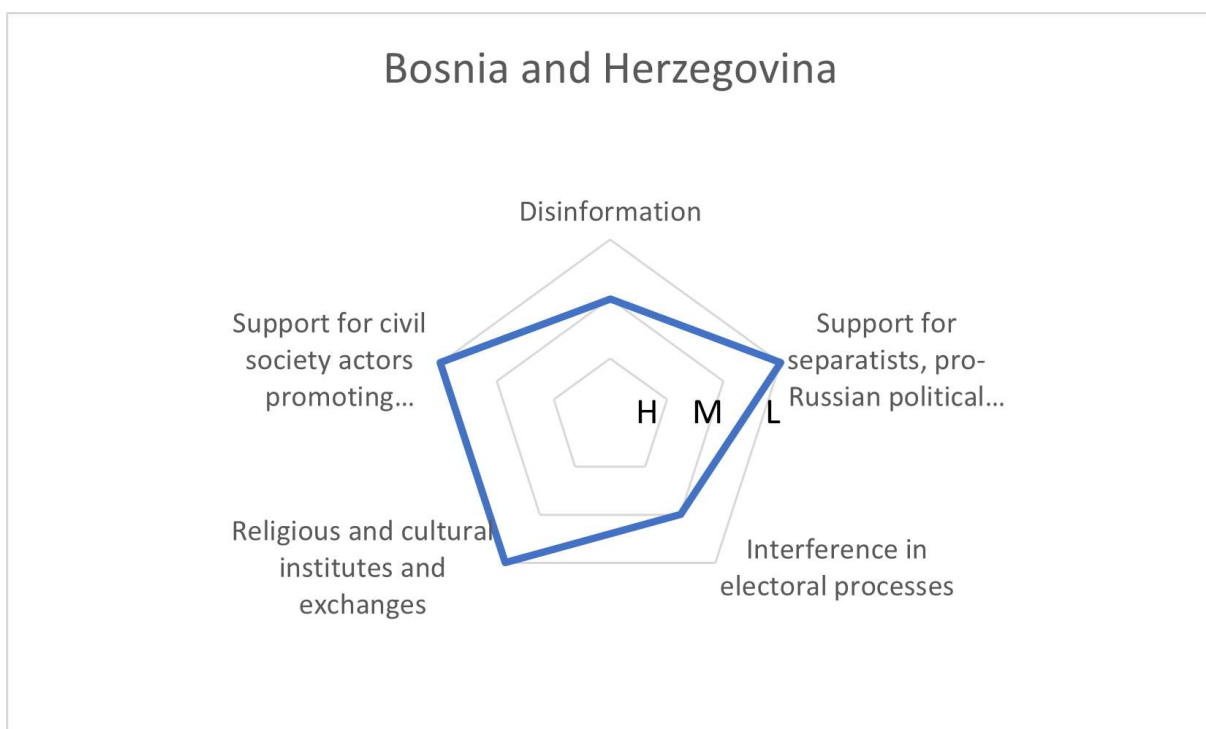 Bosnia and Herzegovina
Disinformation
Support for civil
society actors
promoting...
Support for
separatists, pro-
Russian political...
H M L
Religious and cultural
institutes and
exchanges
Interference in
electoral processes